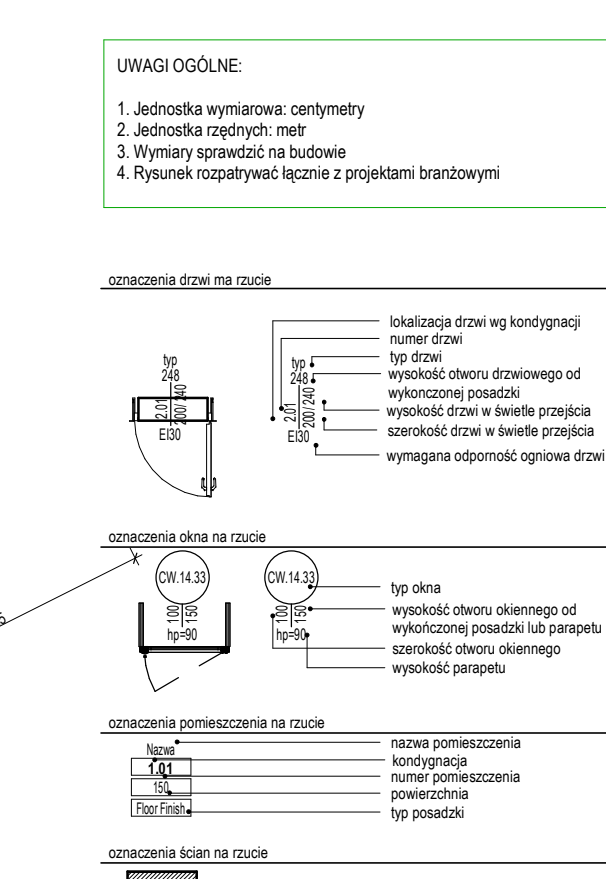 UWAGI OGÓLNE:
1. Jednostka wymiarowa: centymetry
2. Jednostka rzędnych: metr
3. Wymiary sprawdzić na budowie
4. Rysunek rozpatrywać łącznie z projektami branżowymi
oznaczenia drzwi ma rzucie
typ
248
2.01
200/240
EI30
typ
248
2.01
200/240
EI30
lokalizacja drzwi wg kondygnacji
numer drzwi
typ drzwi
wysokość otworu drzwiowego od
wykonczonej posadzki
wysokość drzwi w świetle przejścia
szerokość drzwi w świetle przejścia
wymagana odporność ogniowa drzwi
oznaczenia okna na rzucie
CW.14.33
100
150
hp=90
CW.14.33
100
150
hp=90
typ okna
wysokość otworu okiennego od
wykończonej posadzki lub parapetu
szerokość otworu okiennego
wysokość parapetu
oznaczenia pomieszczenia na rzucie
Nazwa
1.01
150
Floor Finish
nazwa pomieszczenia
kondygnacja
numer pomieszczenia
powierzchnia
typ posadzki
oznaczenia ścian na rzucie